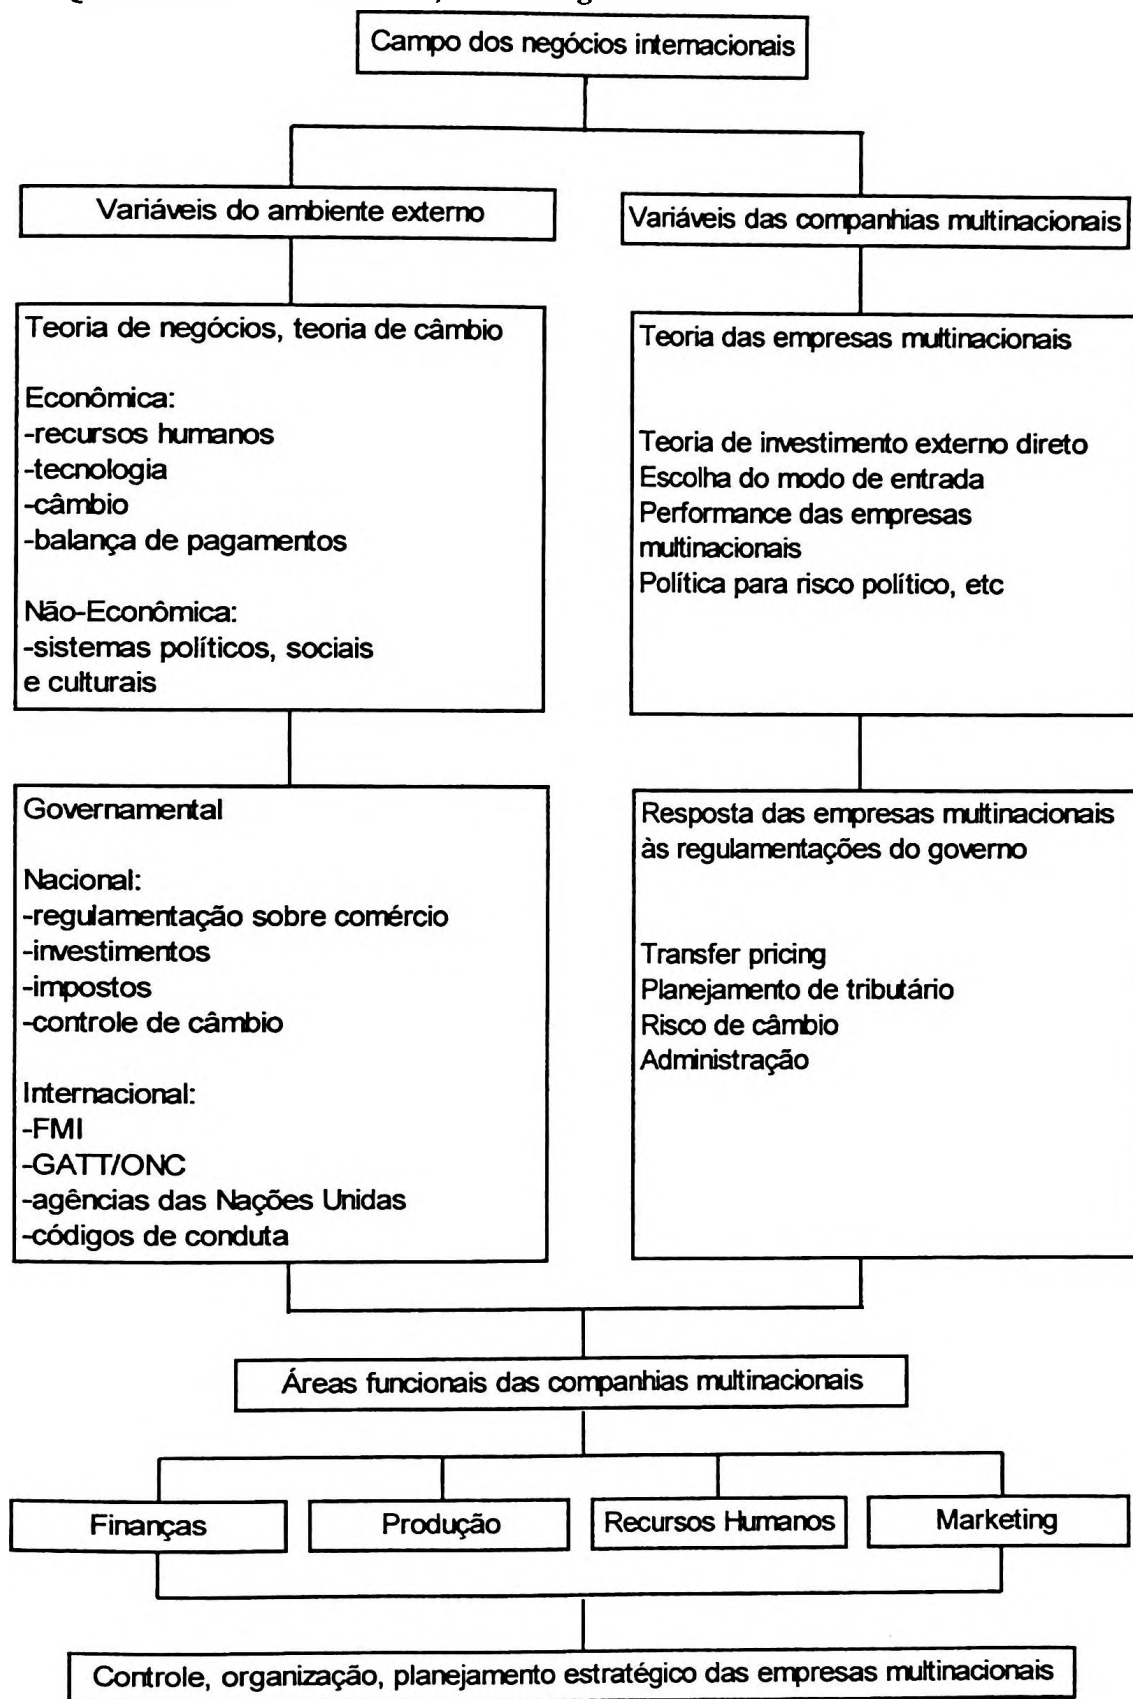 Campo dos negócios internacionais
Variáveis do ambiente externo
Variáveis das companhias multinacionais
Teoria de negócios, teoria de câmbio
Econômica:
-recursos humanos
-tecnologia
-câmbio
-balança de pagamentos
Não-Econômica:
-sistemas políticos, sociais
e culturais
Teoria das empresas multinacionais
Teoria de investimento externo direto
Escolha do modo de entrada
Performance das empresas
multinacionais
Política para risco político, etc
Governamental
Nacional:
-regulamentação sobre comércio
-investimentos
-impostos
-controle de câmbio
Internacional:
-FMI
-GATT/ONC
-agências das Nações Unidas
-códigos de conduta
Resposta das empresas multinacionais
às regulamentações do governo
Transfer pricing
Planejamento de tributário
Risco de câmbio
Administração
Áreas funcionais das companhias multinacionais
Finanças
Produção
Recursos Humanos
Marketing
Controle, organização, planejamento estratégico das empresas multinacionais